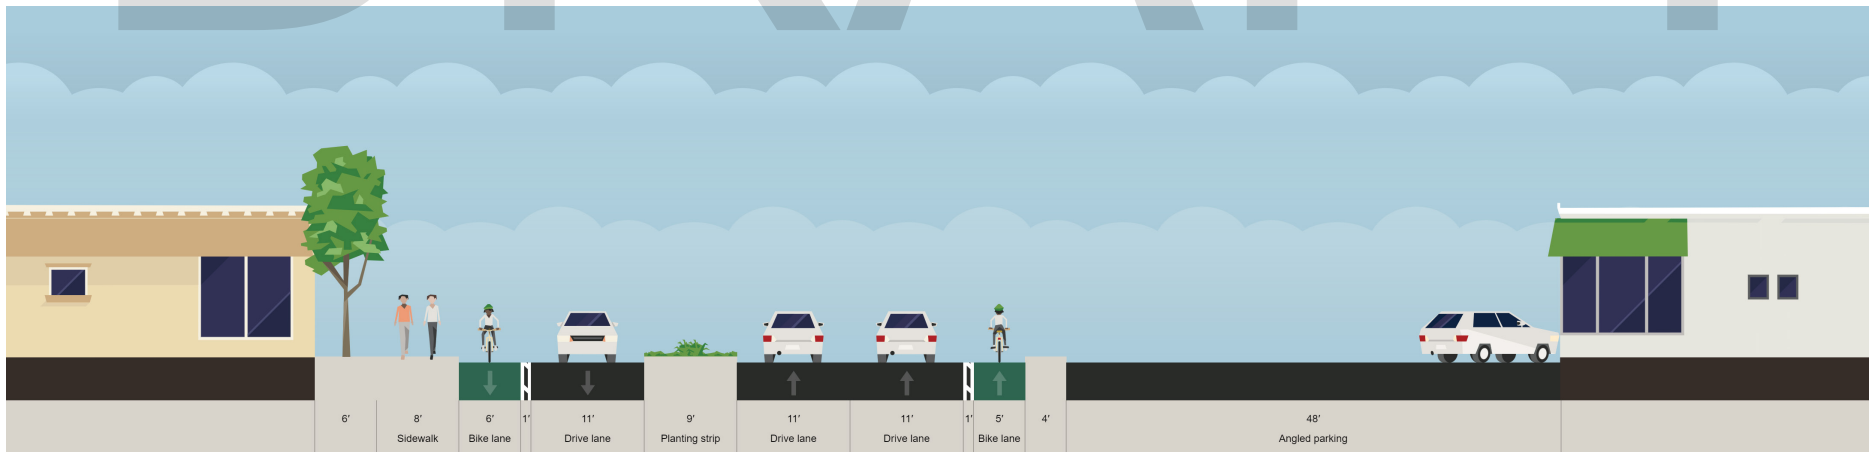 6′ 8′ 6′ 1′ 11′ 9′ 11′ 11′ 1′ 5′ 4′ 48′
Sidewalk Bike lane Drive lane Planting strip Drive lane Drive lane Bike lane Angled parking